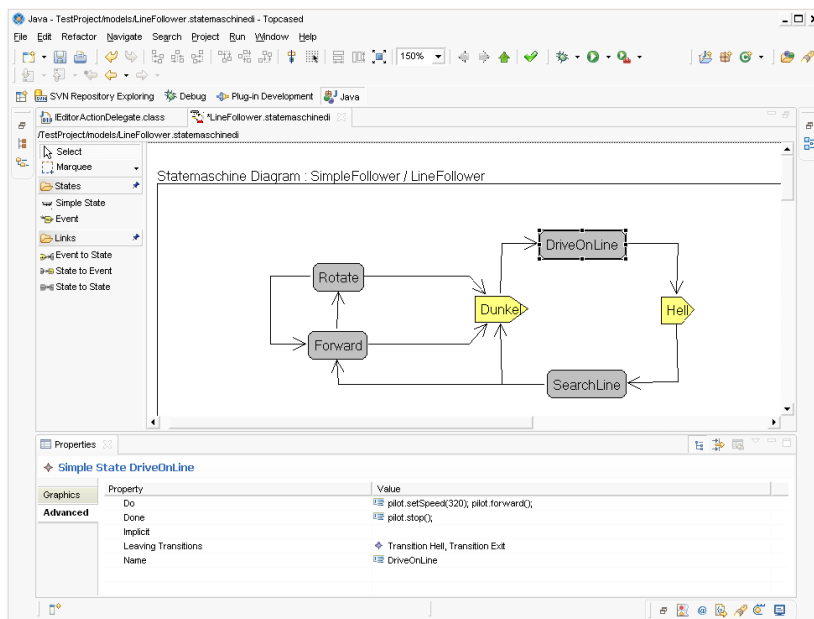 Java - TestProject/models/LineFollower.statemaschinedi - Topcased
File Edit Refactor Navigate Search Project Run Window Help
150%
SVN Repository Exploring Debug Plug-in Development Java
IEditorActionDelegate.class *LineFollower.statemaschinedi
/TestProject/models/LineFollower.statemaschinedi
Select
Marquee
States
Simple State
Event
Links
Event to State
State to Event
State to State
Statemaschine Diagram : SimpleFollower / LineFollower
DriveOnLine
Rotate
Dunkel
Hell
Forward
SearchLine
Properties
Simple State DriveOnLine
Graphics
Advanced
Property Value
Do pilot.setSpeed(320); pilot.forward();
Done pilot.stop();
Implicit
Leaving Transitions Transition Hell, Transition Exit
Name DriveOnLine